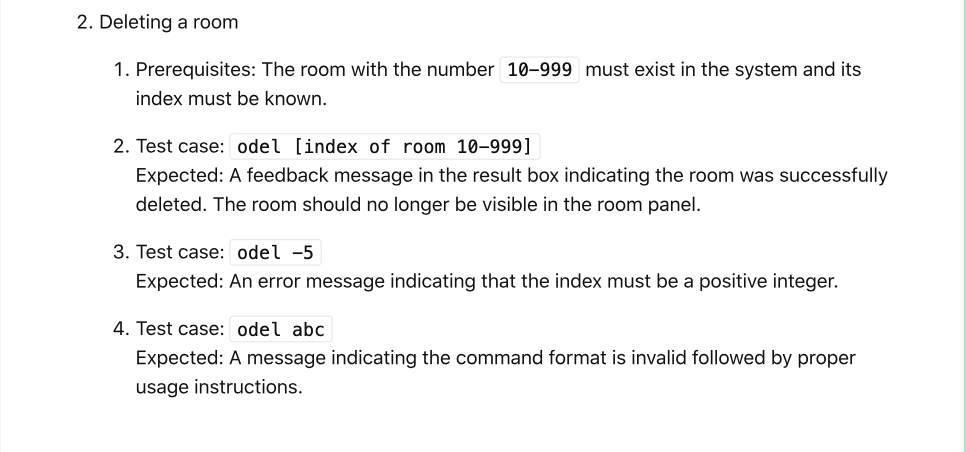 2. Deleting a room
1. Prerequisites: The room with the number 10-999 must exist in the system and its
index must be known.
2. Test case: odel [index of room 10-999]
Expected: A feedback message in the result box indicating the room was successfully
deleted. The room should no longer be visible in the room panel.
3. Test case: odel -5
Expected: An error message indicating that the index must be a positive integer.
4. Test case: odel abc
Expected: A message indicating the command format is invalid followed by proper
usage instructions.